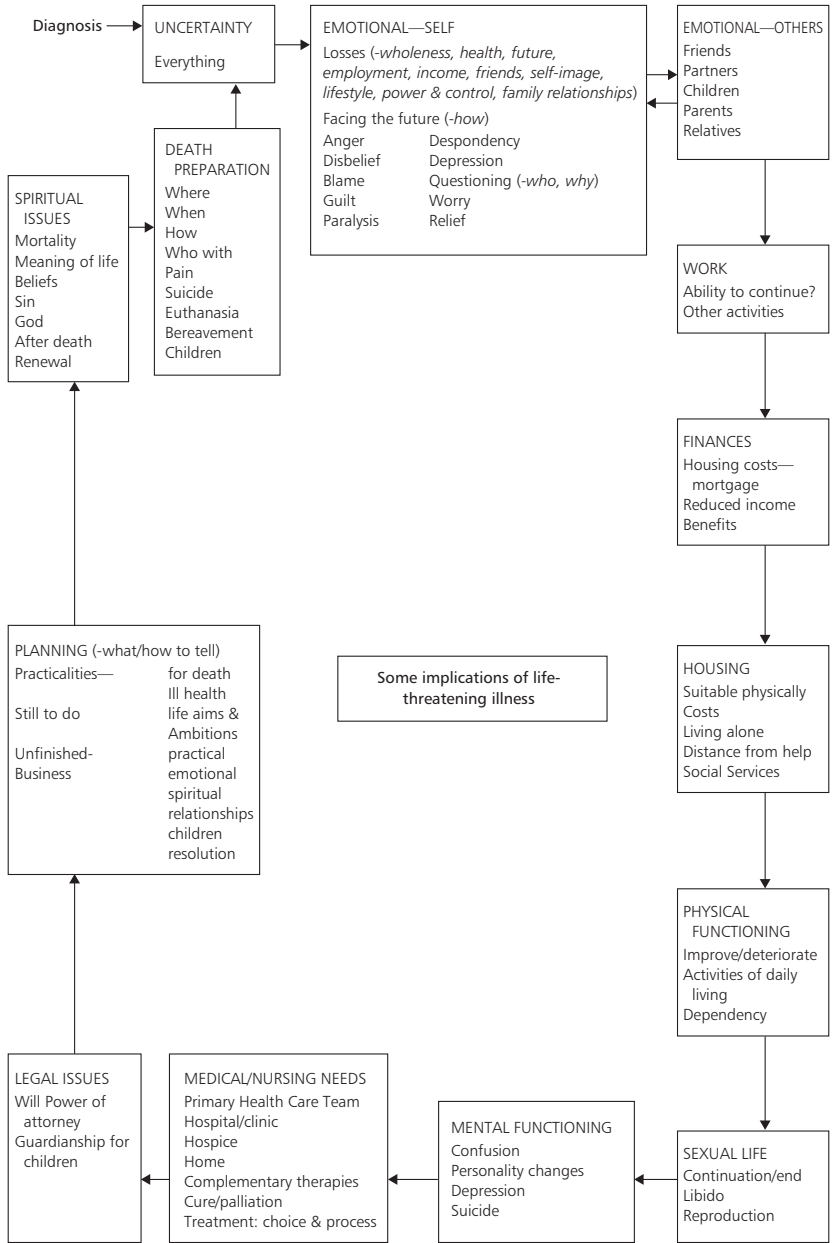 Diagnosis
UNCERTAINTY
Everything
EMOTIONAL—SELF
Losses (-wholeness, health, future,
employment, income, friends, self-image,
lifestyle, power & control, family relationships)
Facing the future (-how)
Anger Despondency
Disbelief Depression
Blame Questioning (-who, why)
Guilt Worry
Paralysis Relief
EMOTIONAL—OTHERS
Friends
Partners
Children
Parents
Relatives
WORK
Ability to continue?
Other activities
FINANCES
Housing costs—
mortgage
Reduced income
Benefits
HOUSING
Suitable physically
Costs
Living alone
Distance from help
Social Services
PHYSICAL
FUNCTIONING
Improve/deteriorate
Activities of daily
living
Dependency
SEXUAL LIFE
Continuation/end
Libido
Reproduction
MENTAL FUNCTIONING
Confusion
Personality changes
Depression
Suicide
MEDICAL/NURSING NEEDS
Primary Health Care Team
Hospital/clinic
Hospice
Home
Complementary therapies
Cure/palliation
Treatment: choice & process
LEGAL ISSUES
Will Power of
attorney
Guardianship for
children
PLANNING (-what/how to tell)
Practicalities— for death
Ill health
Still to do life aims &
Ambitions
Unfinished- practical
Business emotional
spiritual
relationships
children
resolution
SPIRITUAL
ISSUES
Mortality
Meaning of life
Beliefs
Sin
God
After death
Renewal
DEATH
PREPARATION
Where
When
How
Who with
Pain
Suicide
Euthanasia
Bereavement
Children
Some implications of life-
threatening illness